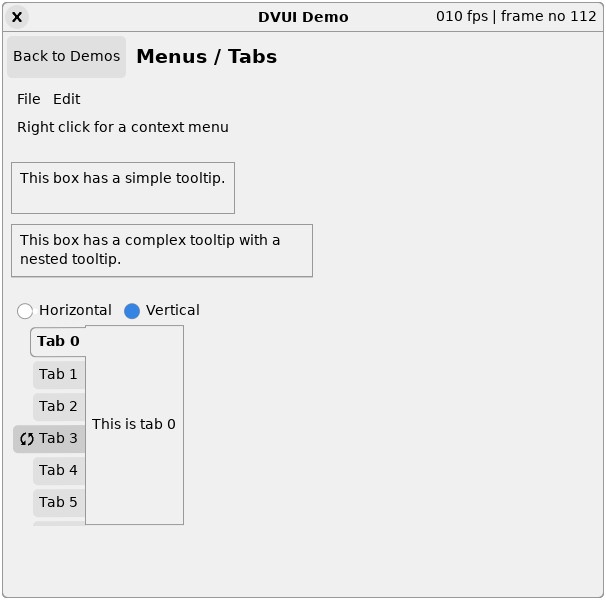 X DVUI Demo 010 fps | frame no 112
Back to Demos Menus / Tabs
File Edit
Right click for a context menu
This box has a simple tooltip.
This box has a complex tooltip with a
nested tooltip.
Horizontal Vertical
Tab 0
Tab 1
Tab 2
This is tab 0
Tab 3
Tab 4
Tab 5